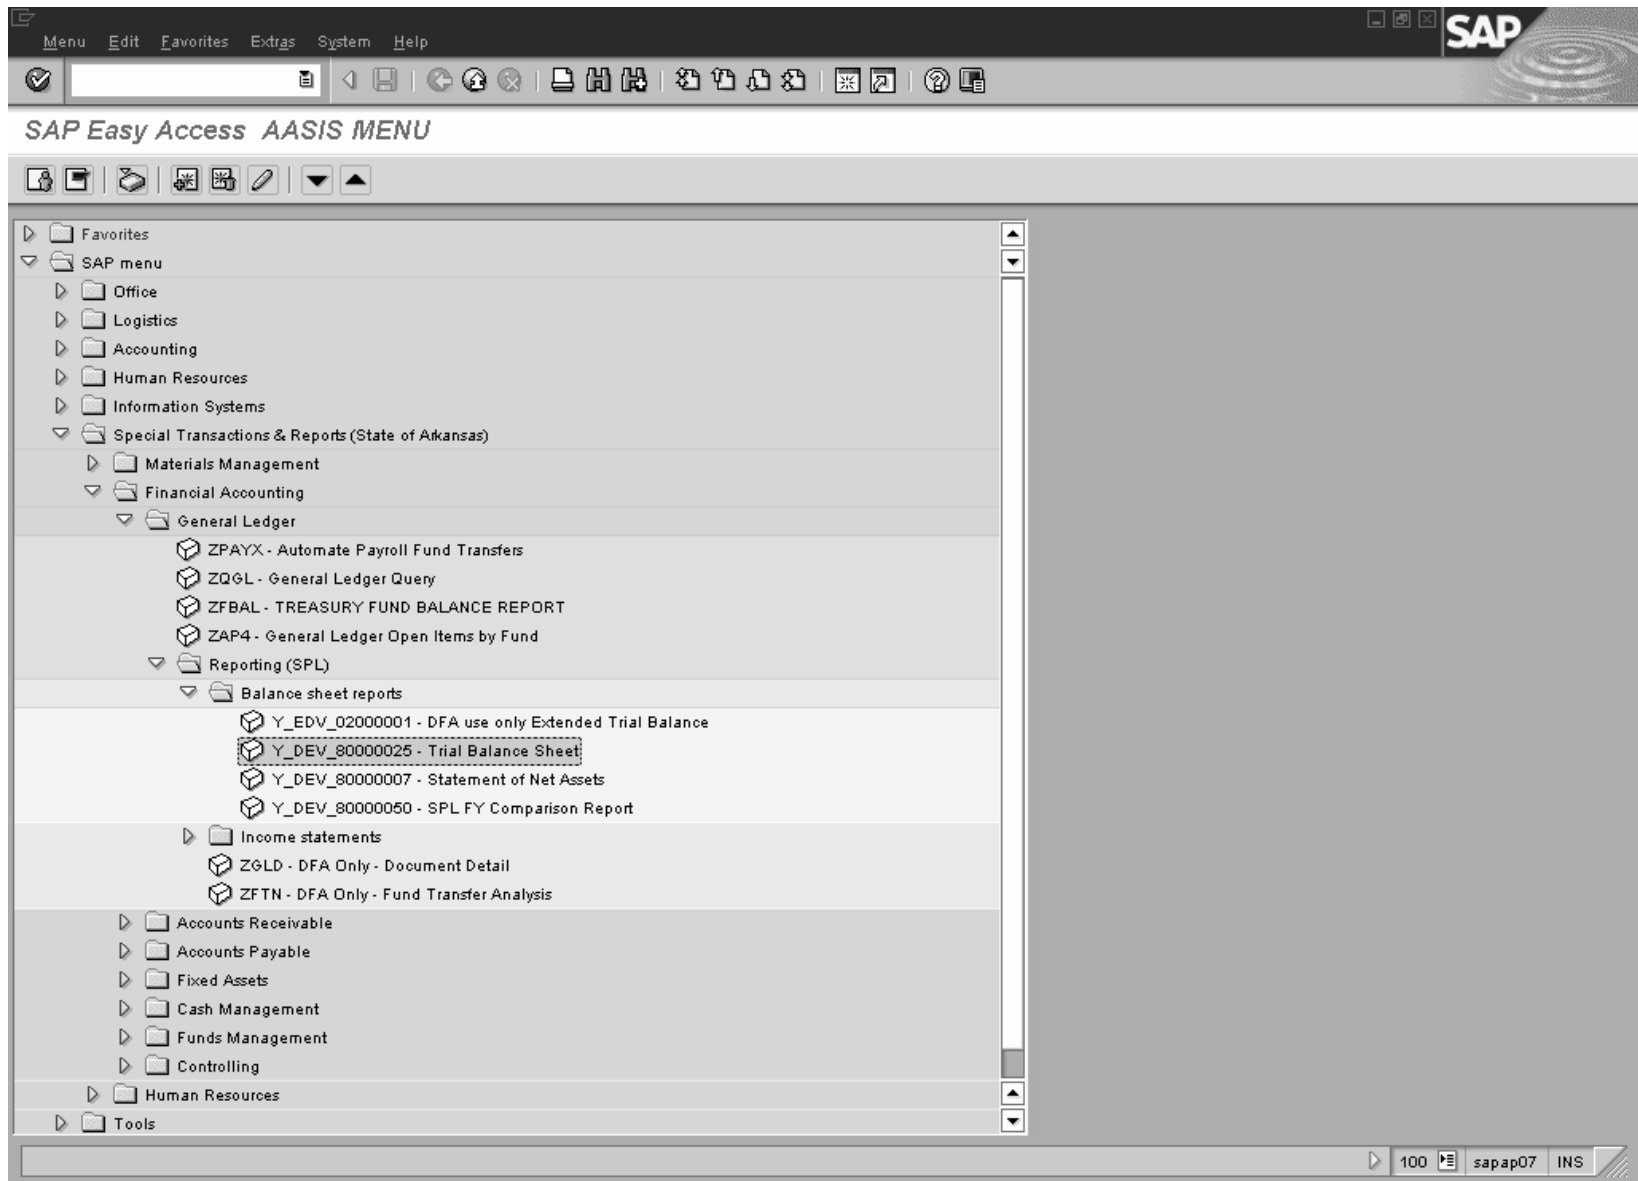 Menu Edit Favorites Extras System Help
SAP
SAP Easy Access AASIS MENU
Favorites
SAP menu
Office
Logistics
Accounting
Human Resources
Information Systems
Special Transactions & Reports (State of Arkansas)
Materials Management
Financial Accounting
General Ledger
ZPAYX - Automate Payroll Fund Transfers
ZQGL - General Ledger Query
ZFBAL - TREASURY FUND BALANCE REPORT
ZAP4 - General Ledger Open Items by Fund
Reporting (SPL)
Balance sheet reports
Y_EDV_02000001 - DFA use only Extended Trial Balance
Y_DEV_80000025 - Trial Balance Sheet
Y_DEV_80000007 - Statement of Net Assets
Y_DEV_80000050 - SPL FY Comparison Report
Income statements
ZGLD - DFA Only - Document Detail
ZFTN - DFA Only - Fund Transfer Analysis
Accounts Receivable
Accounts Payable
Fixed Assets
Cash Management
Funds Management
Controlling
Human Resources
Tools
100 sapap07 INS